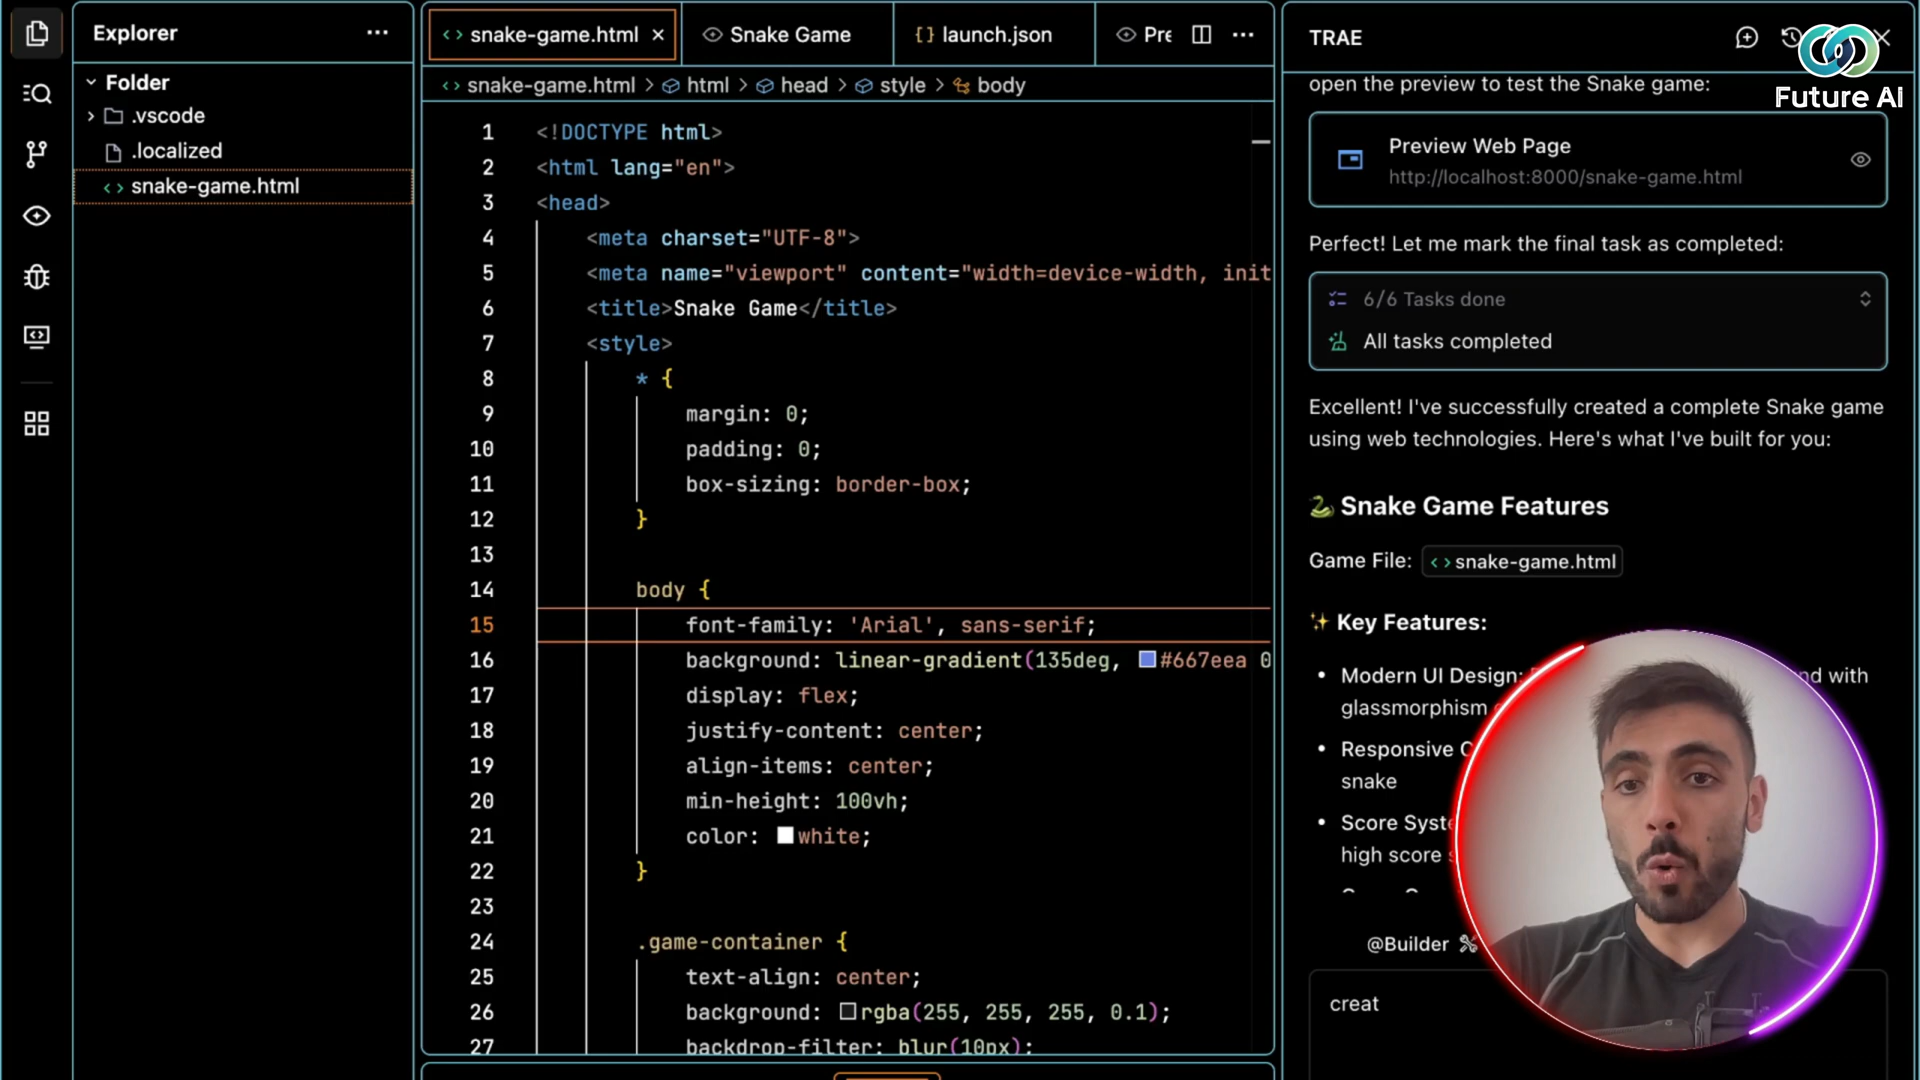 Explorer
Folder
.vscode
.localized
snake-game.html
snake-game.html
Snake Game
{} launch.json
Pre
snake-game.html > html > head > style > body
1 <!DOCTYPE html>
2 <html lang="en">
3 <head>
4 <meta charset="UTF-8">
5 <meta name="viewport" content="width=device-width, init
6 <title>Snake Game</title>
7 <style>
8 * {
9 margin: 0;
10 padding: 0;
11 box-sizing: border-box;
12 }
13
14 body {
15 font-family: 'Arial', sans-serif;
16 background: linear-gradient(135deg, #667eea 0
17 display: flex;
18 justify-content: center;
19 align-items: center;
20 min-height: 100vh;
21 color: white;
22 }
23
24 .game-container {
25 text-align: center;
26 background: rgba(255, 255, 255, 0.1);
27 backdrop-filter: blur(10px);
TRAE
Future Ai
open the preview to test the Snake game:
Preview Web Page
http://localhost:8000/snake-game.html
Perfect! Let me mark the final task as completed:
6/6 Tasks done
All tasks completed
Excellent! I've successfully created a complete Snake game
using web technologies. Here's what I've built for you:
Snake Game Features
Game File: snake-game.html
Key Features:
• Modern UI Design: nd with
glassmorphism
• Responsive C
snake
• Score Syste
high score
@Builder
creat